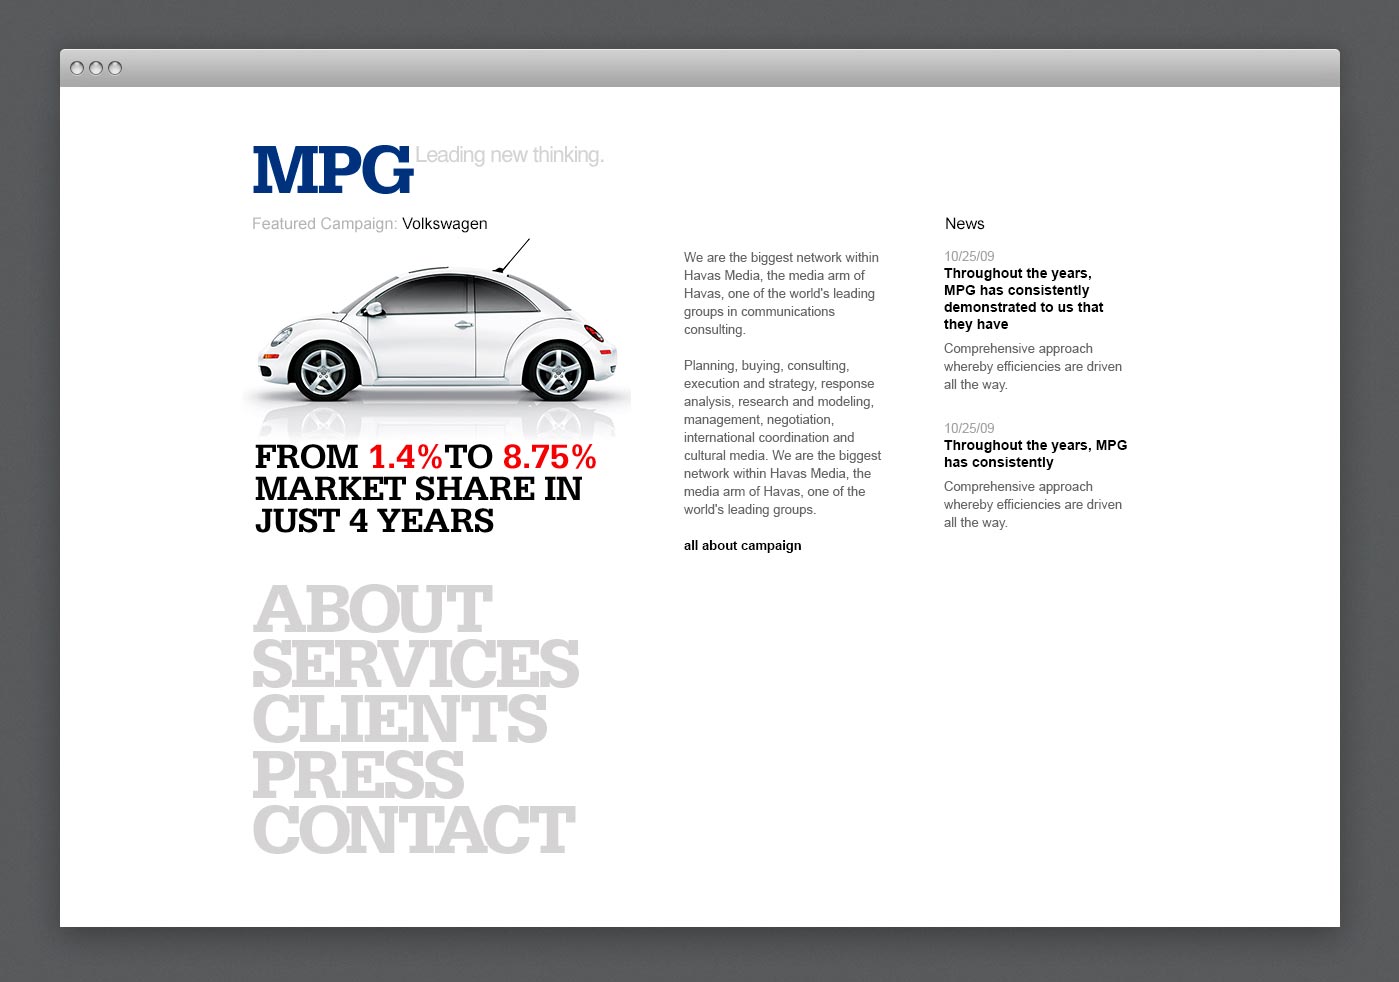 MPG Leading new thinking.
Featured Campaign: Volkswagen
FROM 1.4% TO 8.75%
MARKET SHARE IN
JUST 4 YEARS
We are the biggest network within
Havas Media, the media arm of
Havas, one of the world's leading
groups in communications
consulting.
Planning, buying, consulting,
execution and strategy, response
analysis, research and modeling,
management, negotiation,
international coordination and
cultural media. We are the biggest
network within Havas Media, the
media arm of Havas, one of the
world's leading groups.
all about campaign
News
10/25/09
Throughout the years,
MPG has consistently
demonstrated to us that
they have
Comprehensive approach
whereby efficiencies are driven
all the way.
10/25/09
Throughout the years, MPG
has consistently
Comprehensive approach
whereby efficiencies are driven
all the way.
ABOUT
SERVICES
CLIENTS
PRESS
CONTACT